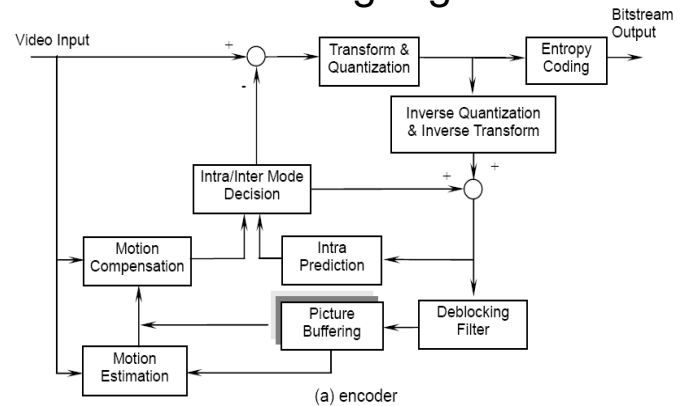 Bitstream
Output
Video Input
+
Transform &
Quantization
Entropy
Coding
-
Inverse Quantization
& Inverse Transform
+
+
Intra/Inter Mode
Decision
Motion
Compensation
Intra
Prediction
Picture
Buffering
Deblocking
Filter
Motion
Estimation
(a) encoder